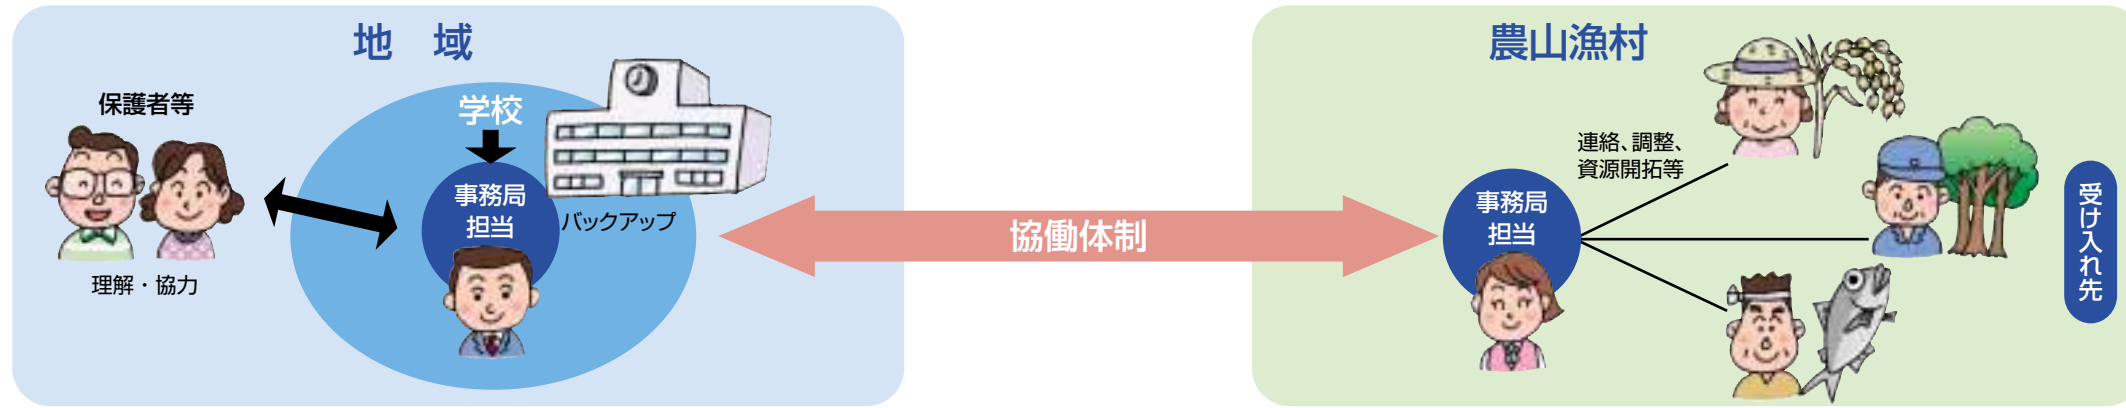 地　域
保護者等
理解・協力
学校
事務局
担当
バックアップ
協働体制
農山漁村
連絡、調整、
資源開拓等
事務局
担当
受け入れ先